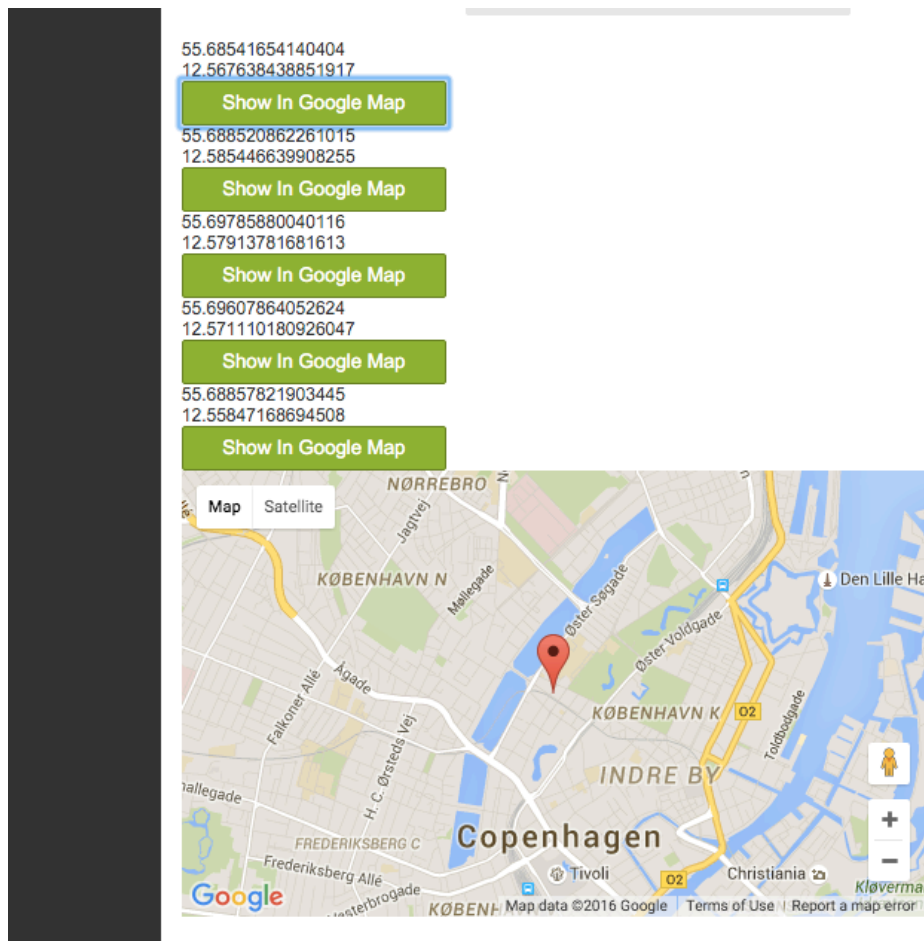 55.68541654140404
12.567638438851917
Show In Google Map
55.688520862261015
12.585446639908255
Show In Google Map
55.69785880040116
12.57913781681613
Show In Google Map
55.69607864052624
12.571110180926047
Show In Google Map
55.68857821903445
12.55847168694508
Show In Google Map
NØRREBRO
Map
Satellite
Jagtvej
KØBENHAVN N
Møllegade
Den Lille Ha
Øster Søgade
Øster Voldgade
Ågade
Falkoner Allé
KØBENHAVN K
02
Toldbodgade
H. C. Ørsteds Vej
INDRE BY
hallegade
Copenhagen
FREDERIKSBERG C
Frederiksberg Allé
Tivoli
02
Christiania
Google
esterbrogade
KØBENH
Kløverma
Map data ©2016 Google
Terms of Use
Report a map error